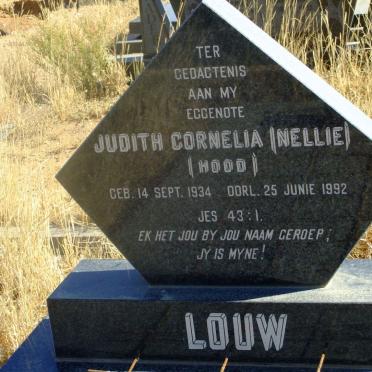 TER
GEDAGTENIS
AAN MY
EGGENOTE
JUDITH CORNELIA (NELLIE)
(HOOD)
GEB. 14 SEPT. 1934 OORL. 25 JUNIE 1992
JES 43:1.
EK HET JOU BY JOU NAAM GEROEP;
JY IS MYNE!
LOUW